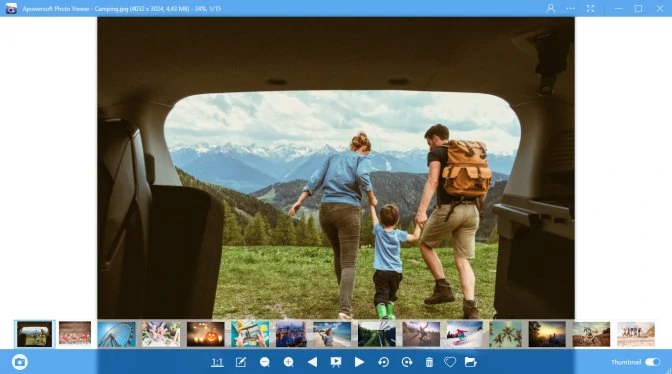 Apowersoft Photo Viewer - Camping.jpg (4032 x 3024, 4,43 MB) - 24%, 1/15
1:1
Thumbnail